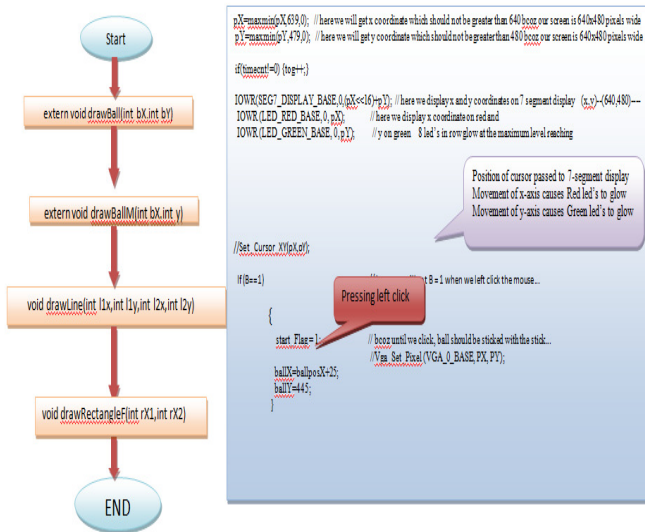 Start
extern void drawBall(int bX.int bY)
extern void drawBallM(int bX.int y)
void drawLine(int l1x,int l1y,int l2x,int l2y)
void drawRectangleF(int rX1,int rX2)
END
pX=maxmin(pX,639,0); // here we will get x coordinate which should not be greater than 640 bcoz our screen is 640x480 pixels wide
pY=maxmin(pY,479,0); // here we will get y coordinate which should not be greater than 480 bcoz our screen is 640x480 pixels wide
if(timecnt!=0) {tog++;}
IOWR(SEG7_DISPLAY_BASE,0,(pX<<16)+pY); // here we display x and y coordinates on 7 segment display (x,y)--(640,480)----
IOWR(LED_RED_BASE, 0, pX); // here we display x coordinate on red and
IOWR(LED_GREEN_BASE, 0, pY); // y on green 8 led's in row glow at the maximum level reaching
Position of cursor passed to 7-segment display
Movement of x-axis causes Red led's to glow
Movement of y-axis causes Green led's to glow
//Set Cursor XY(pX,pY);
If(B==1) B = 1 when we left click the mouse...
Pressing left click
{
start Flag = 1; // bcoz until we click, ball should be sticked with the stick...
//Vga Set Pixel (VGA_0_BASE, PX, PY);
ballX=ballposX+25;
ballY=445;
}